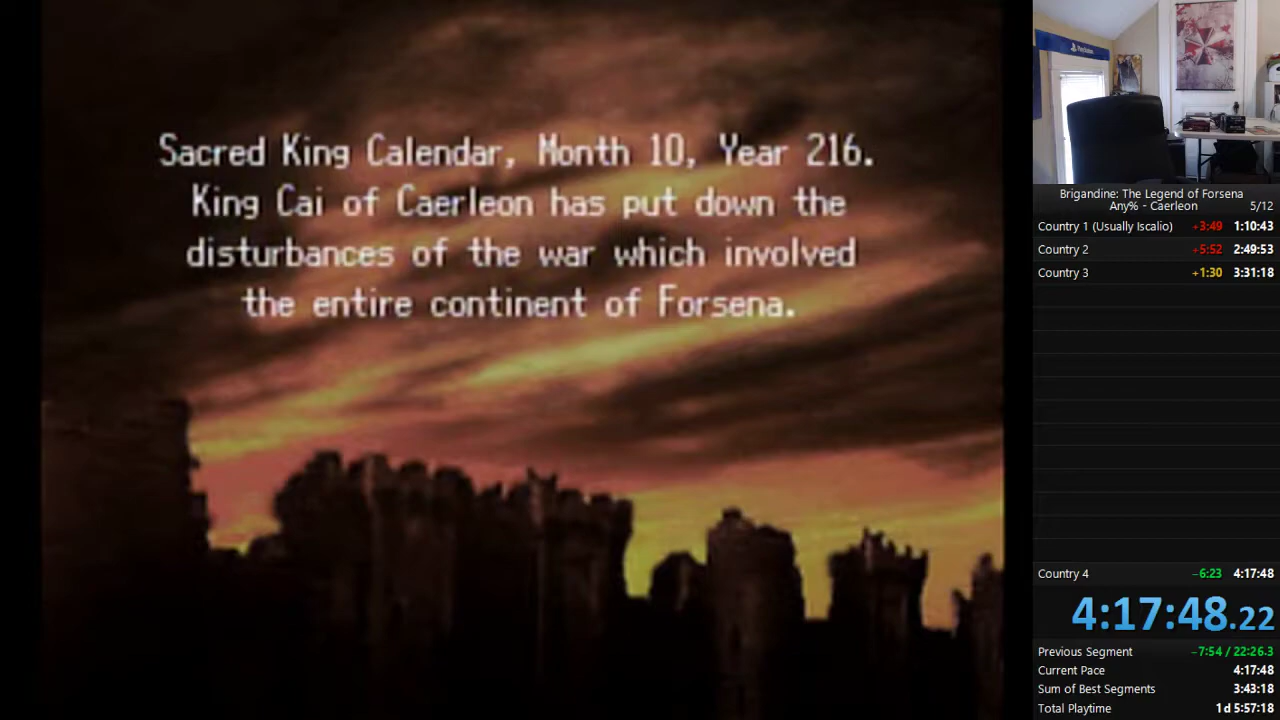 Sacred King Calendar, Month 10, Year 216.
King Cai of Caerleon has put down the
disturbances of the war which involved
the entire continent of Forsena.
PlayStation
Brigandine: The Legend of Forsena
Any% - Caerleon 5/12
Country 1 (Usually Iscalio) +3:49 1:10:43
Country 2 +5:52 2:49:53
Country 3 +1:30 3:31:18
Country 4 −6:23 4:17:48
4:17:48.22
Previous Segment −7:54 / 22:26.3
Current Pace 4:17:48
Sum of Best Segments 3:43:18
Total Playtime 1d 5:57:18